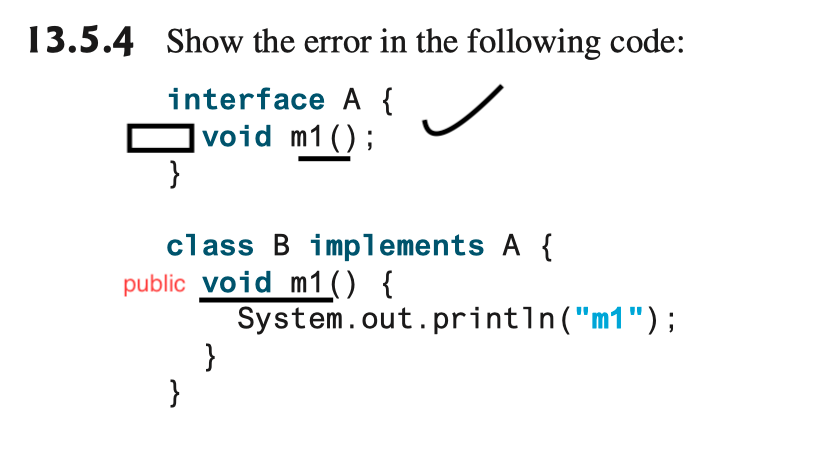 13.5.4 Show the error in the following code:
interface A {
void m1();
}
class B implements A {
public void m1() {
System.out.println("m1");
}
}